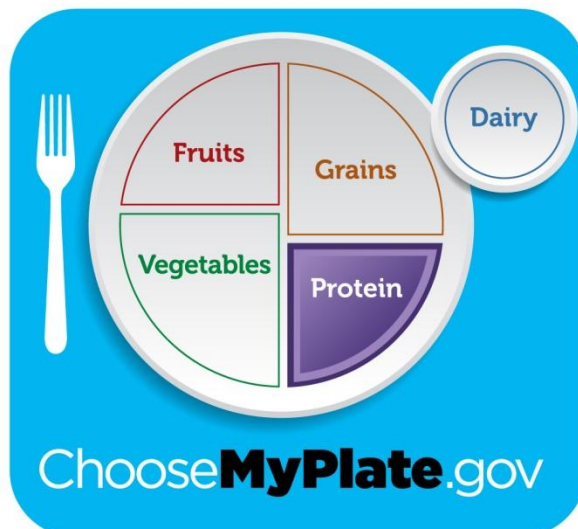 Dairy
Fruits
Grains
Vegetables
Protein
ChooseMyPlate.gov